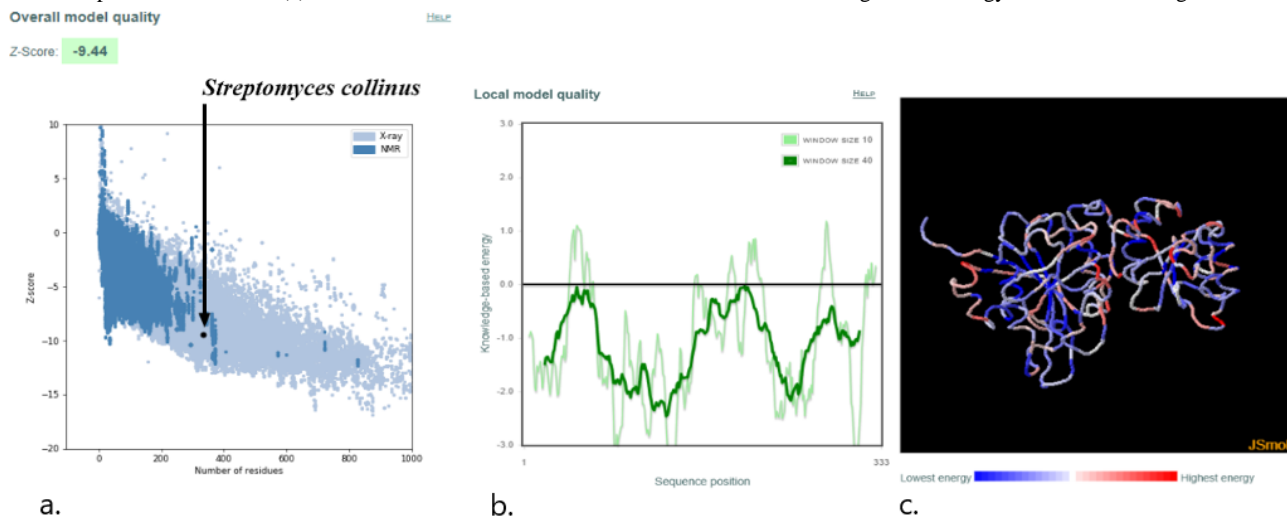 Overall model quality
HELP
Z-Score: -9.44
Streptomyces collinus
10
5
0
−5
−10
−15
−20
Z-score
X-ray
NMR
0 200 400 600 800 1000
Number of residues
a.
Local model quality
HELP
3.0
2.0
1.0
0.0
-1.0
-2.0
-3.0
Knowledge-based energy
WINDOW SIZE 10
WINDOW SIZE 40
1 333
Sequence position
b.
JSmol
Lowest energy Highest energy
c.